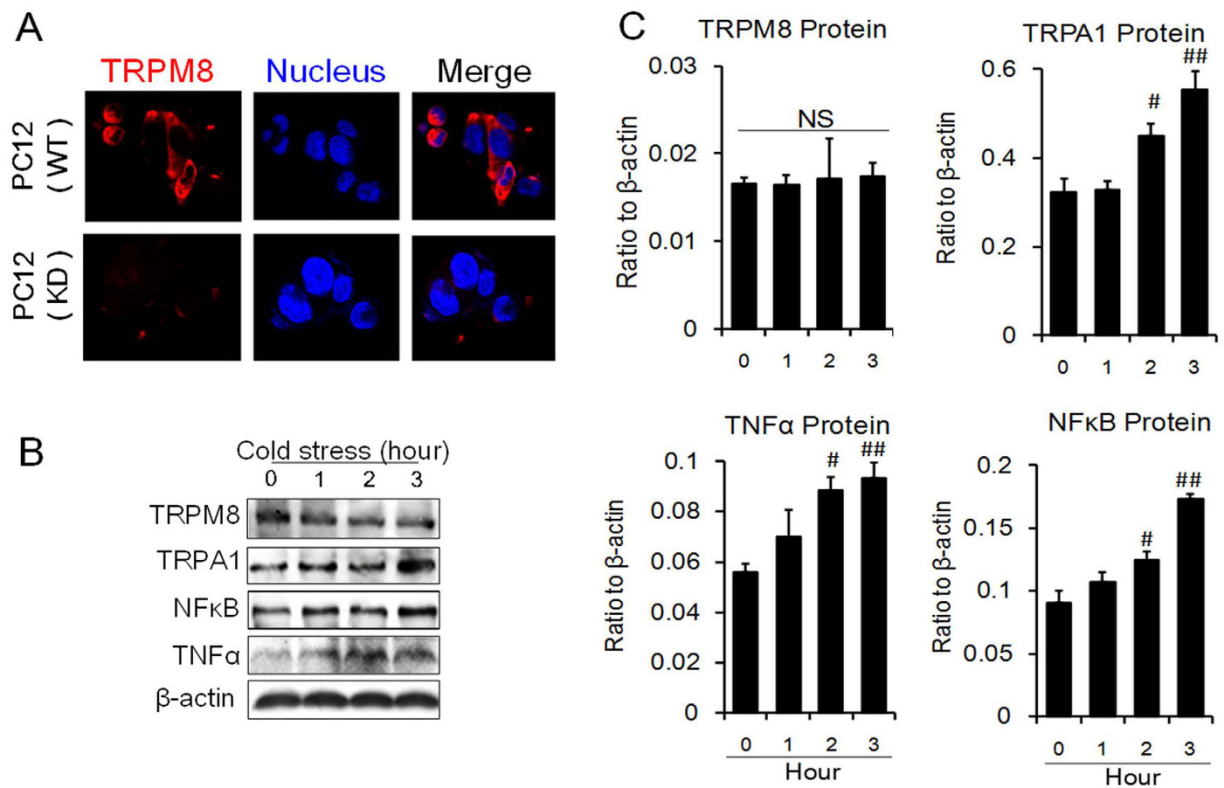 A
TRPM8 Nucleus Merge
PC12
(WT)
PC12
(KD)
B
Cold stress (hour)
0 1 2 3
TRPM8
TRPA1
NFκB
TNFα
β-actin
C
TRPM8 Protein
Ratio to β-actin
0.03
0.02
0.01
0
NS
0 1 2 3
TRPA1 Protein
Ratio to β-actin
0.6
0.4
0.2
0
# ##
0 1 2 3
TNFα Protein
Ratio to β-actin
0.1
0.08
0.06
0.04
0.02
0
# ##
0 1 2 3
Hour
NFκB Protein
Ratio to β-actin
0.2
0.15
0.1
0.05
0
# ##
0 1 2 3
Hour